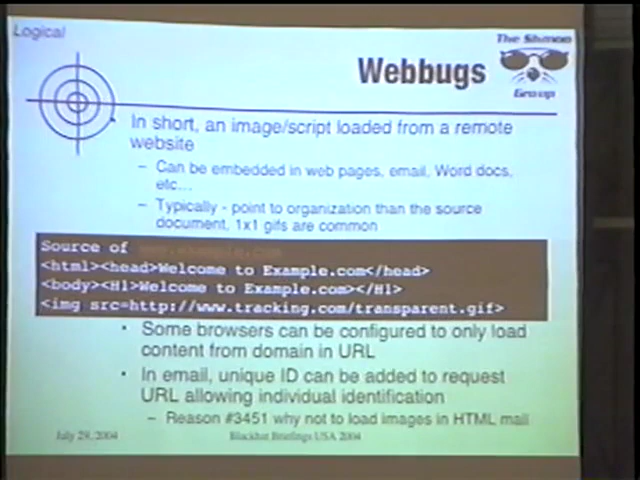 Logical
The Shmoo
Group
Webbugs
In short, an image/script loaded from a remote
website
– Can be embedded in web pages, email, Word docs,
etc...
– Typically - point to organization than the source
document, 1x1 gifs are common
Source of www.example.com
<html><head>Welcome to Example.com</head>
<body><H1>Welcome to Example.com></H1>
<img src=http://www.tracking.com/transparent.gif>
• Some browsers can be configured to only load
content from domain in URL
• In email, unique ID can be added to request
URL allowing individual identification
– Reason #3451 why not to load images in HTML mail
July 29, 2004
Blackhat Briefings USA 2004